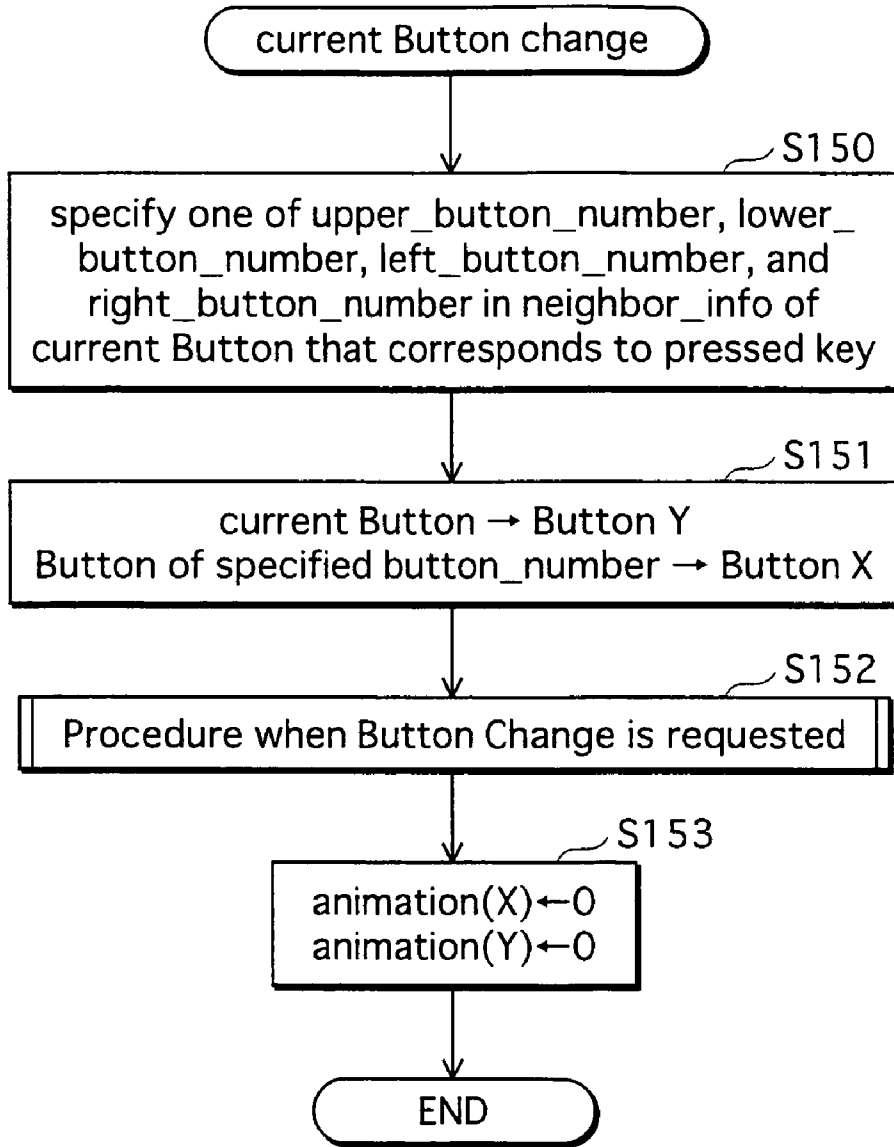 current Button change
S150
specify one of upper_button_number, lower_
button_number, left_button_number, and
right_button_number in neighbor_info of
current Button that corresponds to pressed key
S151
current Button → Button Y
Button of specified button_number → Button X
S152
Procedure when Button Change is requested
S153
animation(X)←0
animation(Y)←0
END